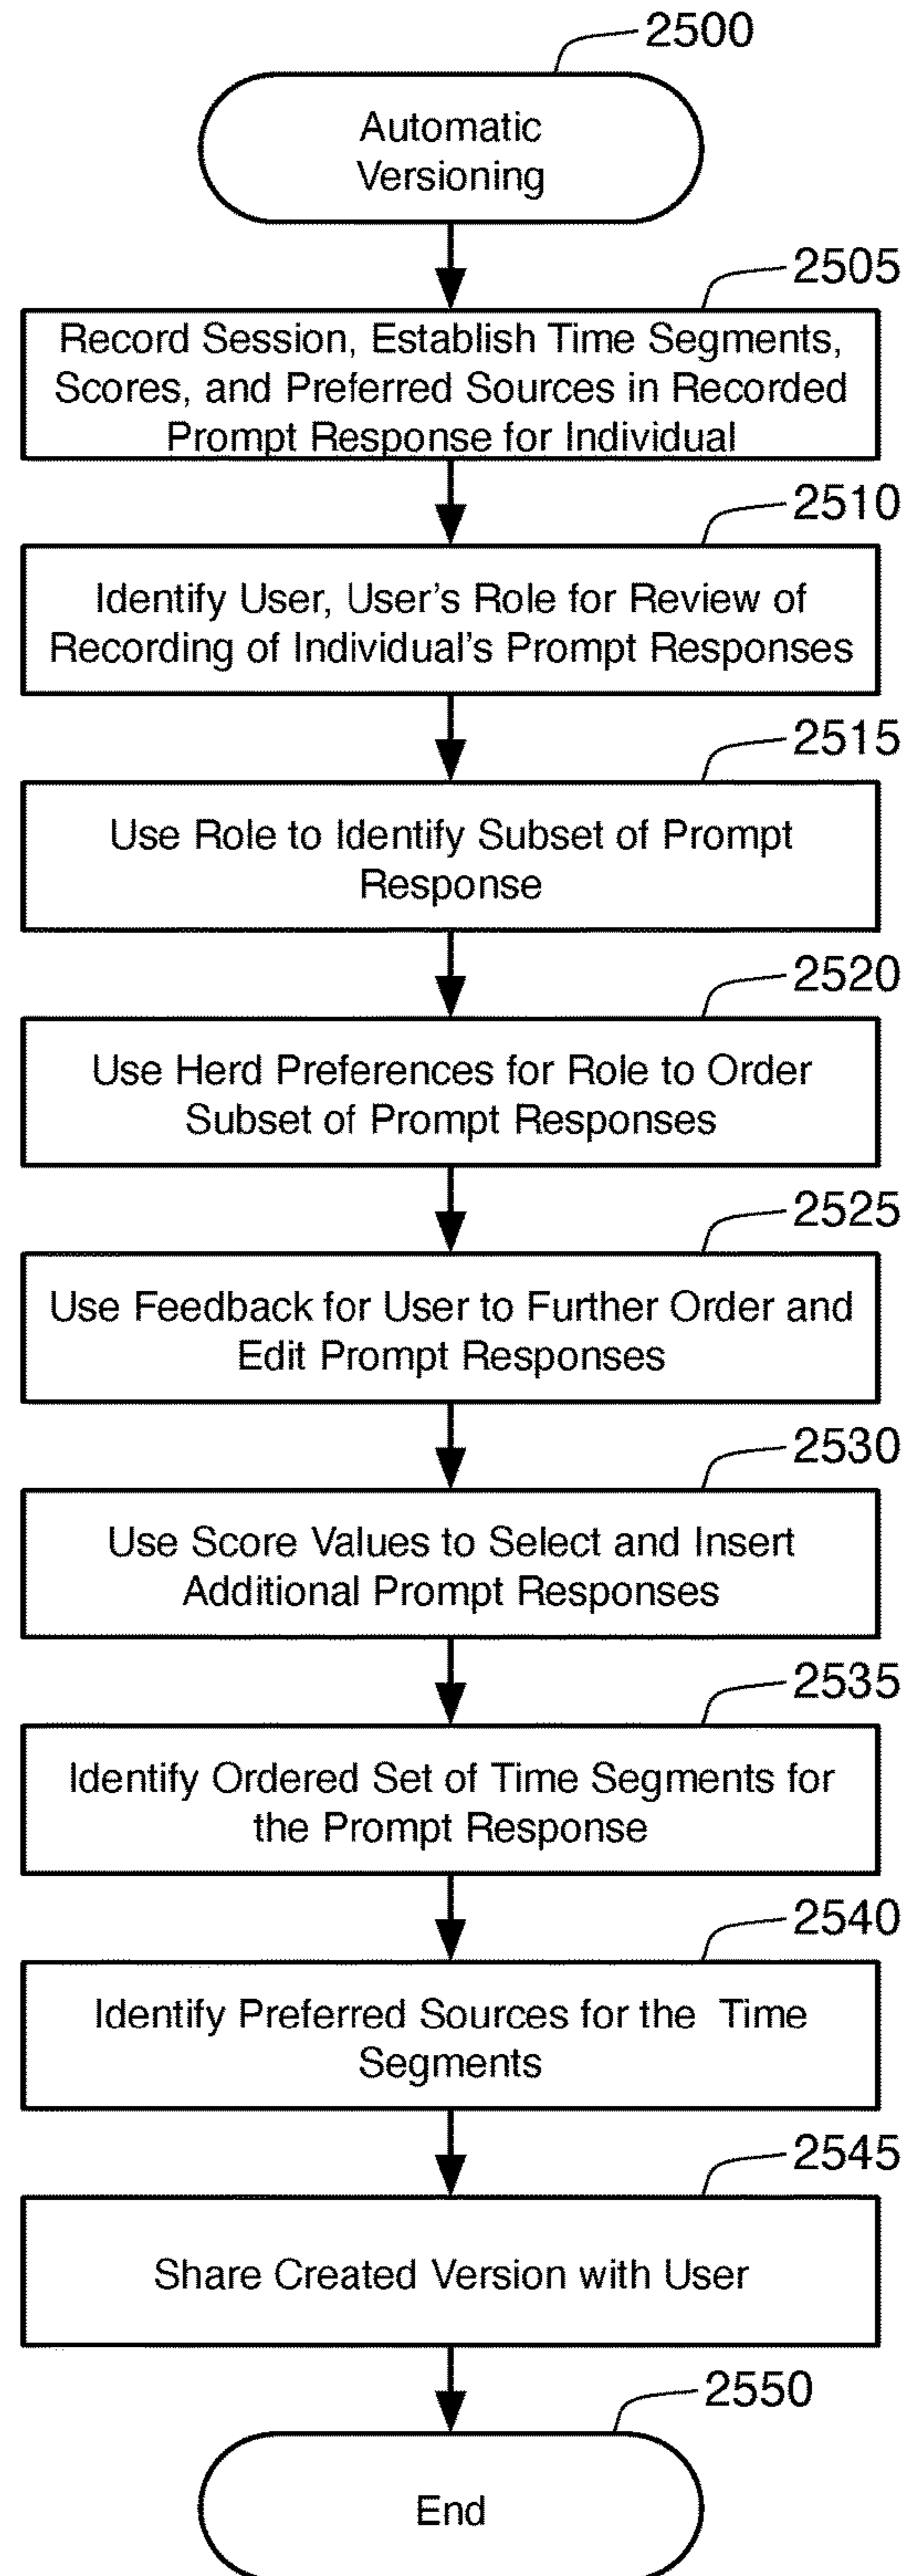 2500
Automatic
Versioning
2505
Record Session, Establish Time Segments,
Scores, and Preferred Sources in Recorded
Prompt Response for Individual
2510
Identify User, User's Role for Review of
Recording of Individual's Prompt Responses
2515
Use Role to Identify Subset of Prompt
Response
2520
Use Herd Preferences for Role to Order
Subset of Prompt Responses
2525
Use Feedback for User to Further Order and
Edit Prompt Responses
2530
Use Score Values to Select and Insert
Additional Prompt Responses
2535
Identify Ordered Set of Time Segments for
the Prompt Response
2540
Identify Preferred Sources for the Time
Segments
2545
Share Created Version with User
2550
End